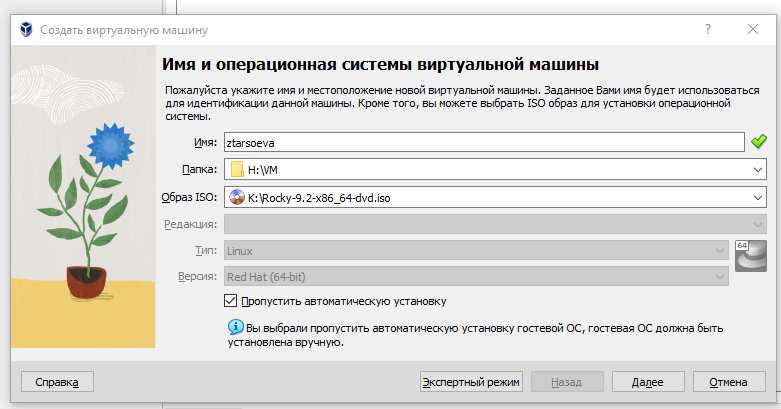 Создать виртуальную машину
Имя и операционная системы виртуальной машины
Пожалуйста укажите имя и местоположение новой виртуальной машины. Заданное Вами имя будет использоваться
для идентификации данной машины. Кроме того, вы можете выбрать ISO образ для установки операционной
системы.
Имя: ztarsoeva
Папка: H:\VM
Образ ISO: K:\Rocky-9.2-x86_64-dvd.iso
Редакция:
Тип: Linux
64
Версия: Red Hat (64-bit)
Пропустить автоматическую установку
Вы выбрали пропустить автоматическую установку гостевой ОС, гостевая ОС должна быть
установлена вручную.
Справка Экспертный режим Назад Далее Отмена